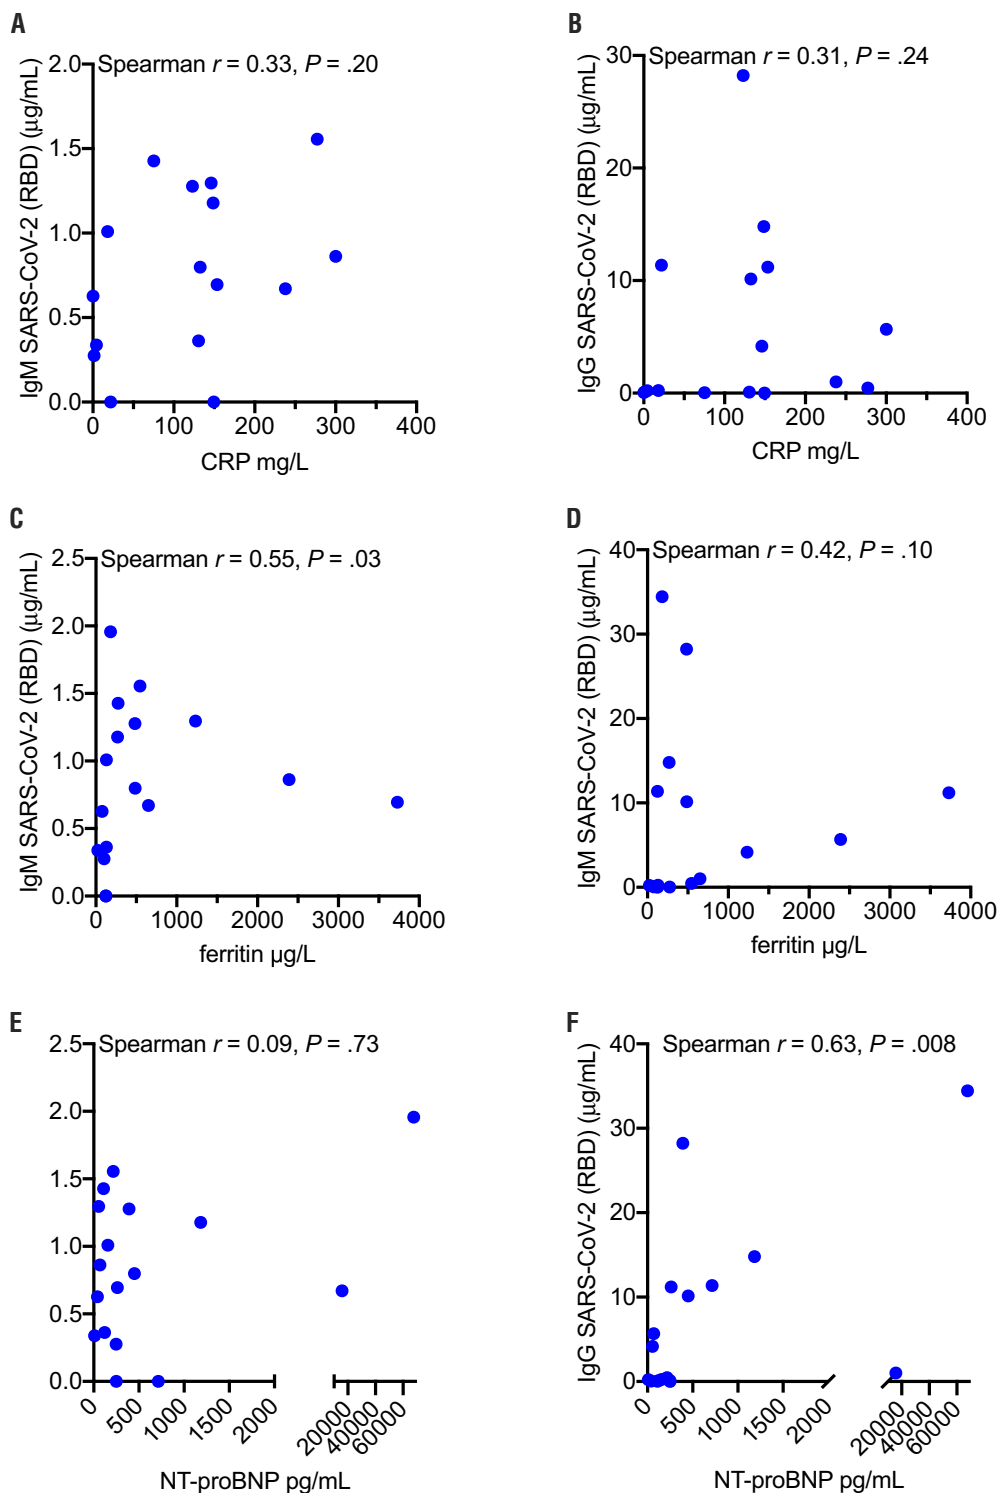 A
Spearman r = 0.33, P = .20
IgM SARS-CoV-2 (RBD) (μg/mL)
2.0
1.5
1.0
0.5
0.0
0 100 200 300 400
CRP mg/L
B
Spearman r = 0.31, P = .24
IgG SARS-CoV-2 (RBD) (μg/mL)
30
20
10
0
0 100 200 300 400
CRP mg/L
C
Spearman r = 0.55, P = .03
IgM SARS-CoV-2 (RBD) (μg/mL)
2.5
2.0
1.5
1.0
0.5
0.0
0 1000 2000 3000 4000
ferritin µg/L
D
Spearman r = 0.42, P = .10
IgM SARS-CoV-2 (RBD) (μg/mL)
40
30
20
10
0
0 1000 2000 3000 4000
ferritin µg/L
E
Spearman r = 0.09, P = .73
2.5
2.0
1.5
1.0
0.5
0.0
0 500 1000 1500 2000 20000 40000 60000
NT-proBNP pg/mL
F
Spearman r = 0.63, P = .008
IgG SARS-CoV-2 (RBD) (μg/mL)
40
30
20
10
0
0 500 1000 1500 2000 20000 40000 60000
NT-proBNP pg/mL